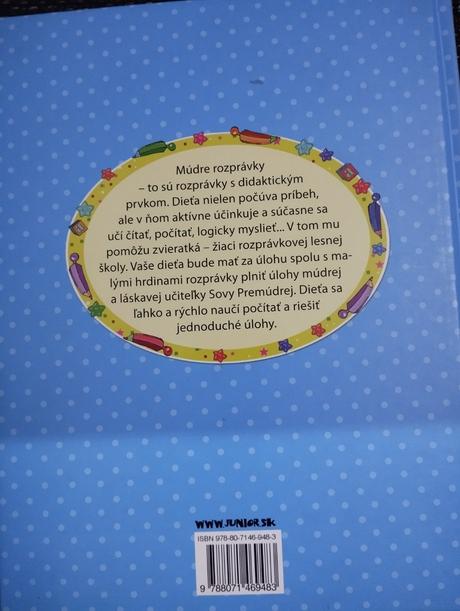 Múdre rozprávky
– to sú rozprávky s didaktickým
prvkom. Dieťa nielen počúva príbeh,
ale v ňom aktívne účinkuje a súčasne sa
učí čítať, počítať, logicky myslieť... V tom mu
pomôžu zvieratká – žiaci rozprávkovej lesnej
školy. Vaše dieťa bude mať za úlohu spolu s ma-
lými hrdinami rozprávky plniť úlohy múdrej
a láskavej učiteľky Sovy Premúdrej. Dieťa sa
ľahko a rýchlo naučí počítať a riešiť
jednoduché úlohy.
WWW.JUNIOR.SK
ISBN 978-80-7146-948-3
9 788071 469483